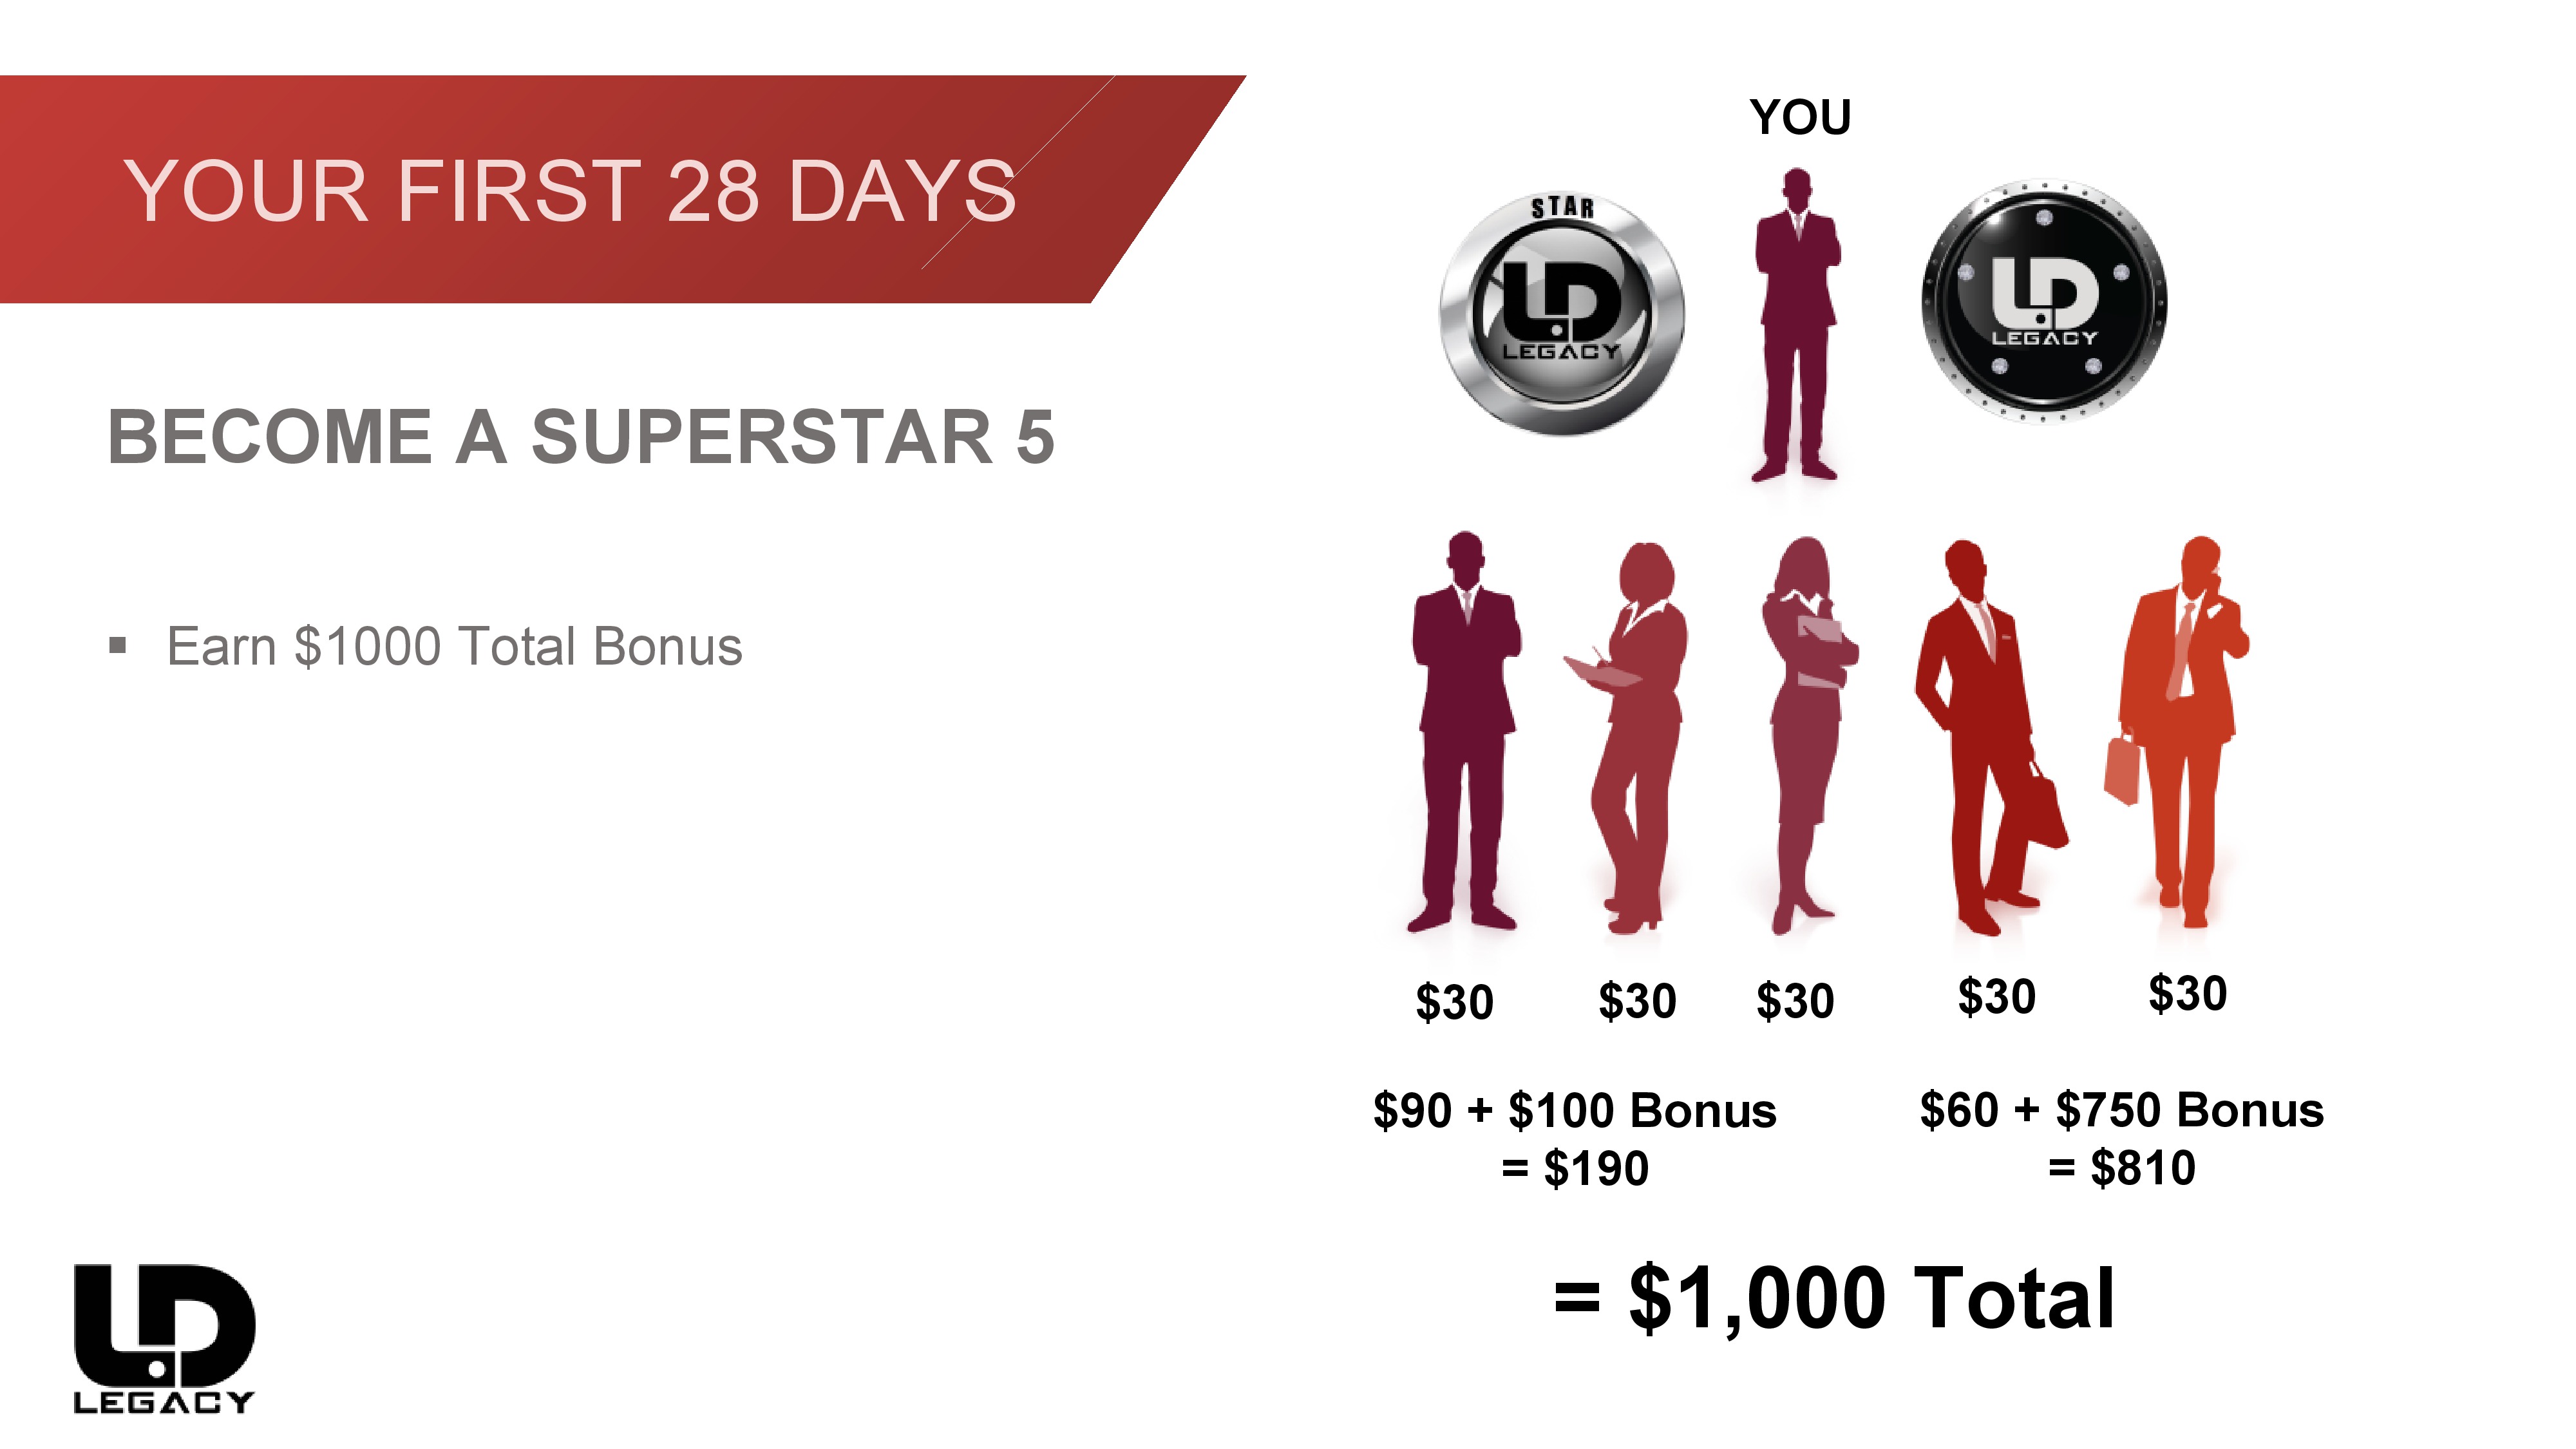 YOUR FIRST 28 DAYS
BECOME A SUPERSTAR 5
▪ Earn $1000 Total Bonus
YOU
STAR
LD
LEGACY
LD
LEGACY
$30 $30 $30 $30 $30
$90 + $100 Bonus
= $190
$60 + $750 Bonus
= $810
= $1,000 Total
LD
LEGACY